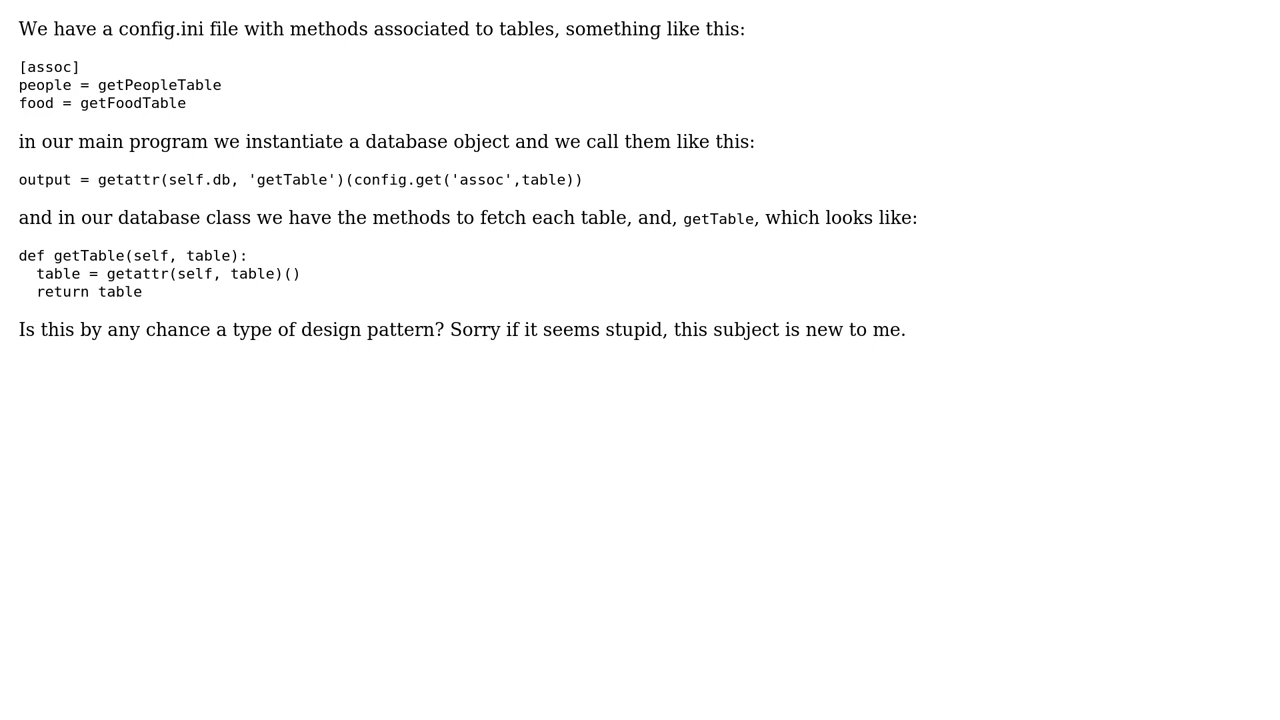 We have a config.ini file with methods associated to tables, something like this:
[assoc]
people = getPeopleTable
food = getFoodTable
in our main program we instantiate a database object and we call them like this:
output = getattr(self.db, 'getTable')(config.get('assoc',table))
and in our database class we have the methods to fetch each table, and, getTable, which looks like:
def getTable(self, table):
  table = getattr(self, table)()
  return table
Is this by any chance a type of design pattern? Sorry if it seems stupid, this subject is new to me.